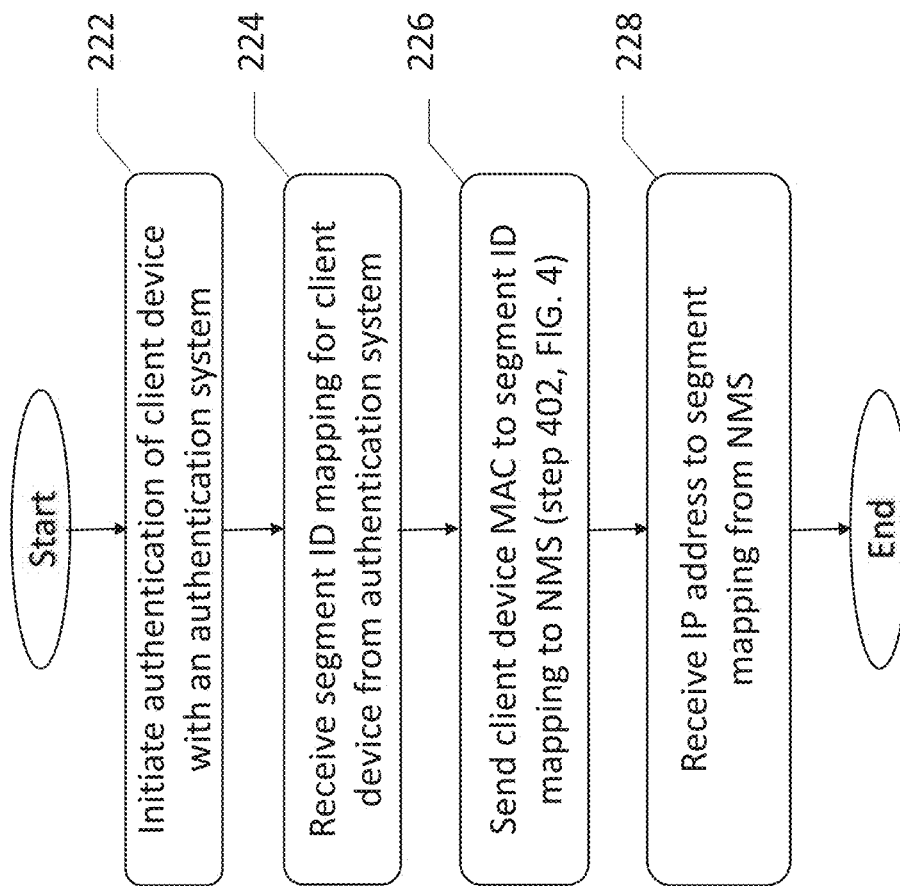 Start
222
Initiate authentication of client device
with an authentication system
224
Receive segment ID mapping for client
device from authentication system
226
Send client device MAC to segment ID
mapping to NMS (step 402, FIG. 4)
228
Receive IP address to segment
mapping from NMS
End